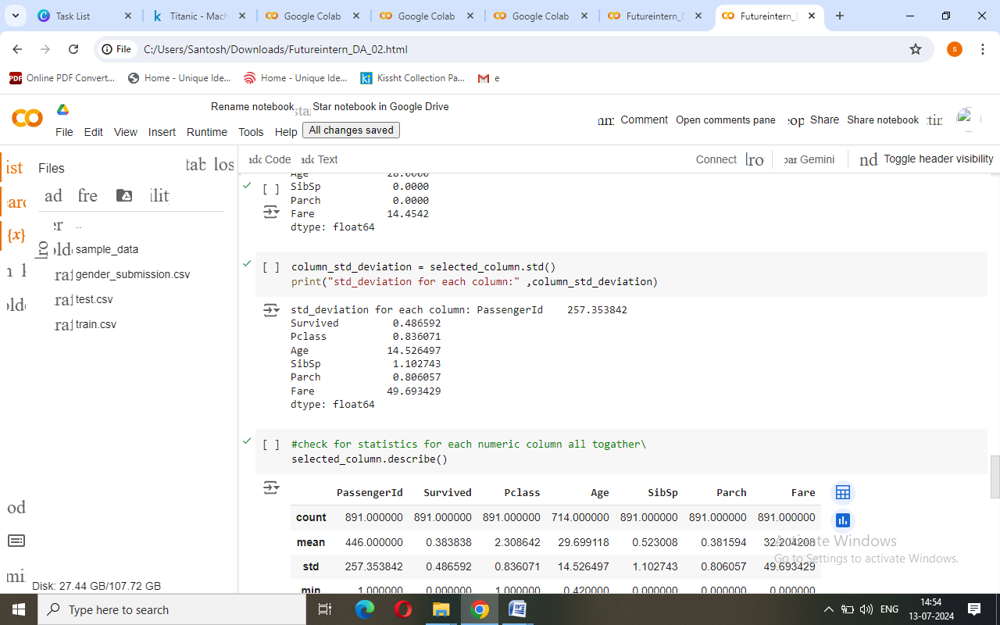 Task List
Titanic - Mach
Google Colab
Google Colab
Google Colab
Futureintern_D
Futureintern_D
File C:/Users/Santosh/Downloads/Futureintern_DA_02.html
S
PDF Online PDF Convert... Home - Unique Ide... Home - Unique Ide... Kissht Collection Pa... e
Rename notebook sta Star notebook in Google Drive
File Edit View Insert Runtime Tools Help All changes saved
Comment Open comments pane Share Share notebook
Code Text Connect Gemini Toggle header visibility
Files
..
sample_data
gender_submission.csv
test.csv
train.csv
Disk: 27.44 GB/107.72 GB
Age 28.0000
[ ] SibSp 0.0000
Parch 0.0000
Fare 14.4542
dtype: float64
[ ] column_std_deviation = selected_column.std()
print("std_deviation for each column:" ,column_std_deviation)
std_deviation for each column: PassengerId 257.353842
Survived 0.486592
Pclass 0.836071
Age 14.526497
SibSp 1.102743
Parch 0.806057
Fare 49.693429
dtype: float64
[ ] #check for statistics for each numeric column all togather\
selected_column.describe()
PassengerId Survived Pclass Age SibSp Parch Fare
count 891.000000 891.000000 891.000000 714.000000 891.000000 891.000000 891.000000
mean 446.000000 0.383838 2.308642 29.699118 0.523008 0.381594 32.204208
std 257.353842 0.486592 0.836071 14.526497 1.102743 0.806057 49.693429
min 1.000000 0.000000 1.000000 0.420000 0.000000 0.000000 0.000000
Activate Windows
Go to Settings to activate Windows.
Type here to search
ENG
14:54
13-07-2024